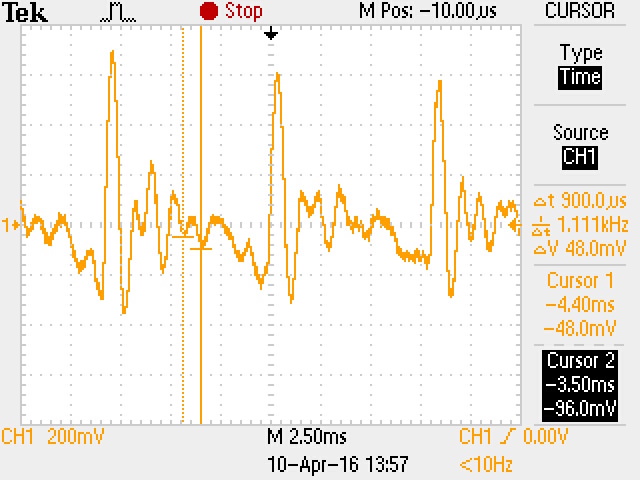 Tek Stop M Pos: -10.00µs CURSOR
Type
Time
Source
CH1
Δt 900.0µs
1/Δt 1.111kHz
ΔV 48.0mV
1
Cursor 1
-4.40ms
-48.0mV
Cursor 2
-3.50ms
-96.0mV
CH1 200mV M 2.50ms CH1 / 0.00V
10-Apr-16 13:57 <10Hz